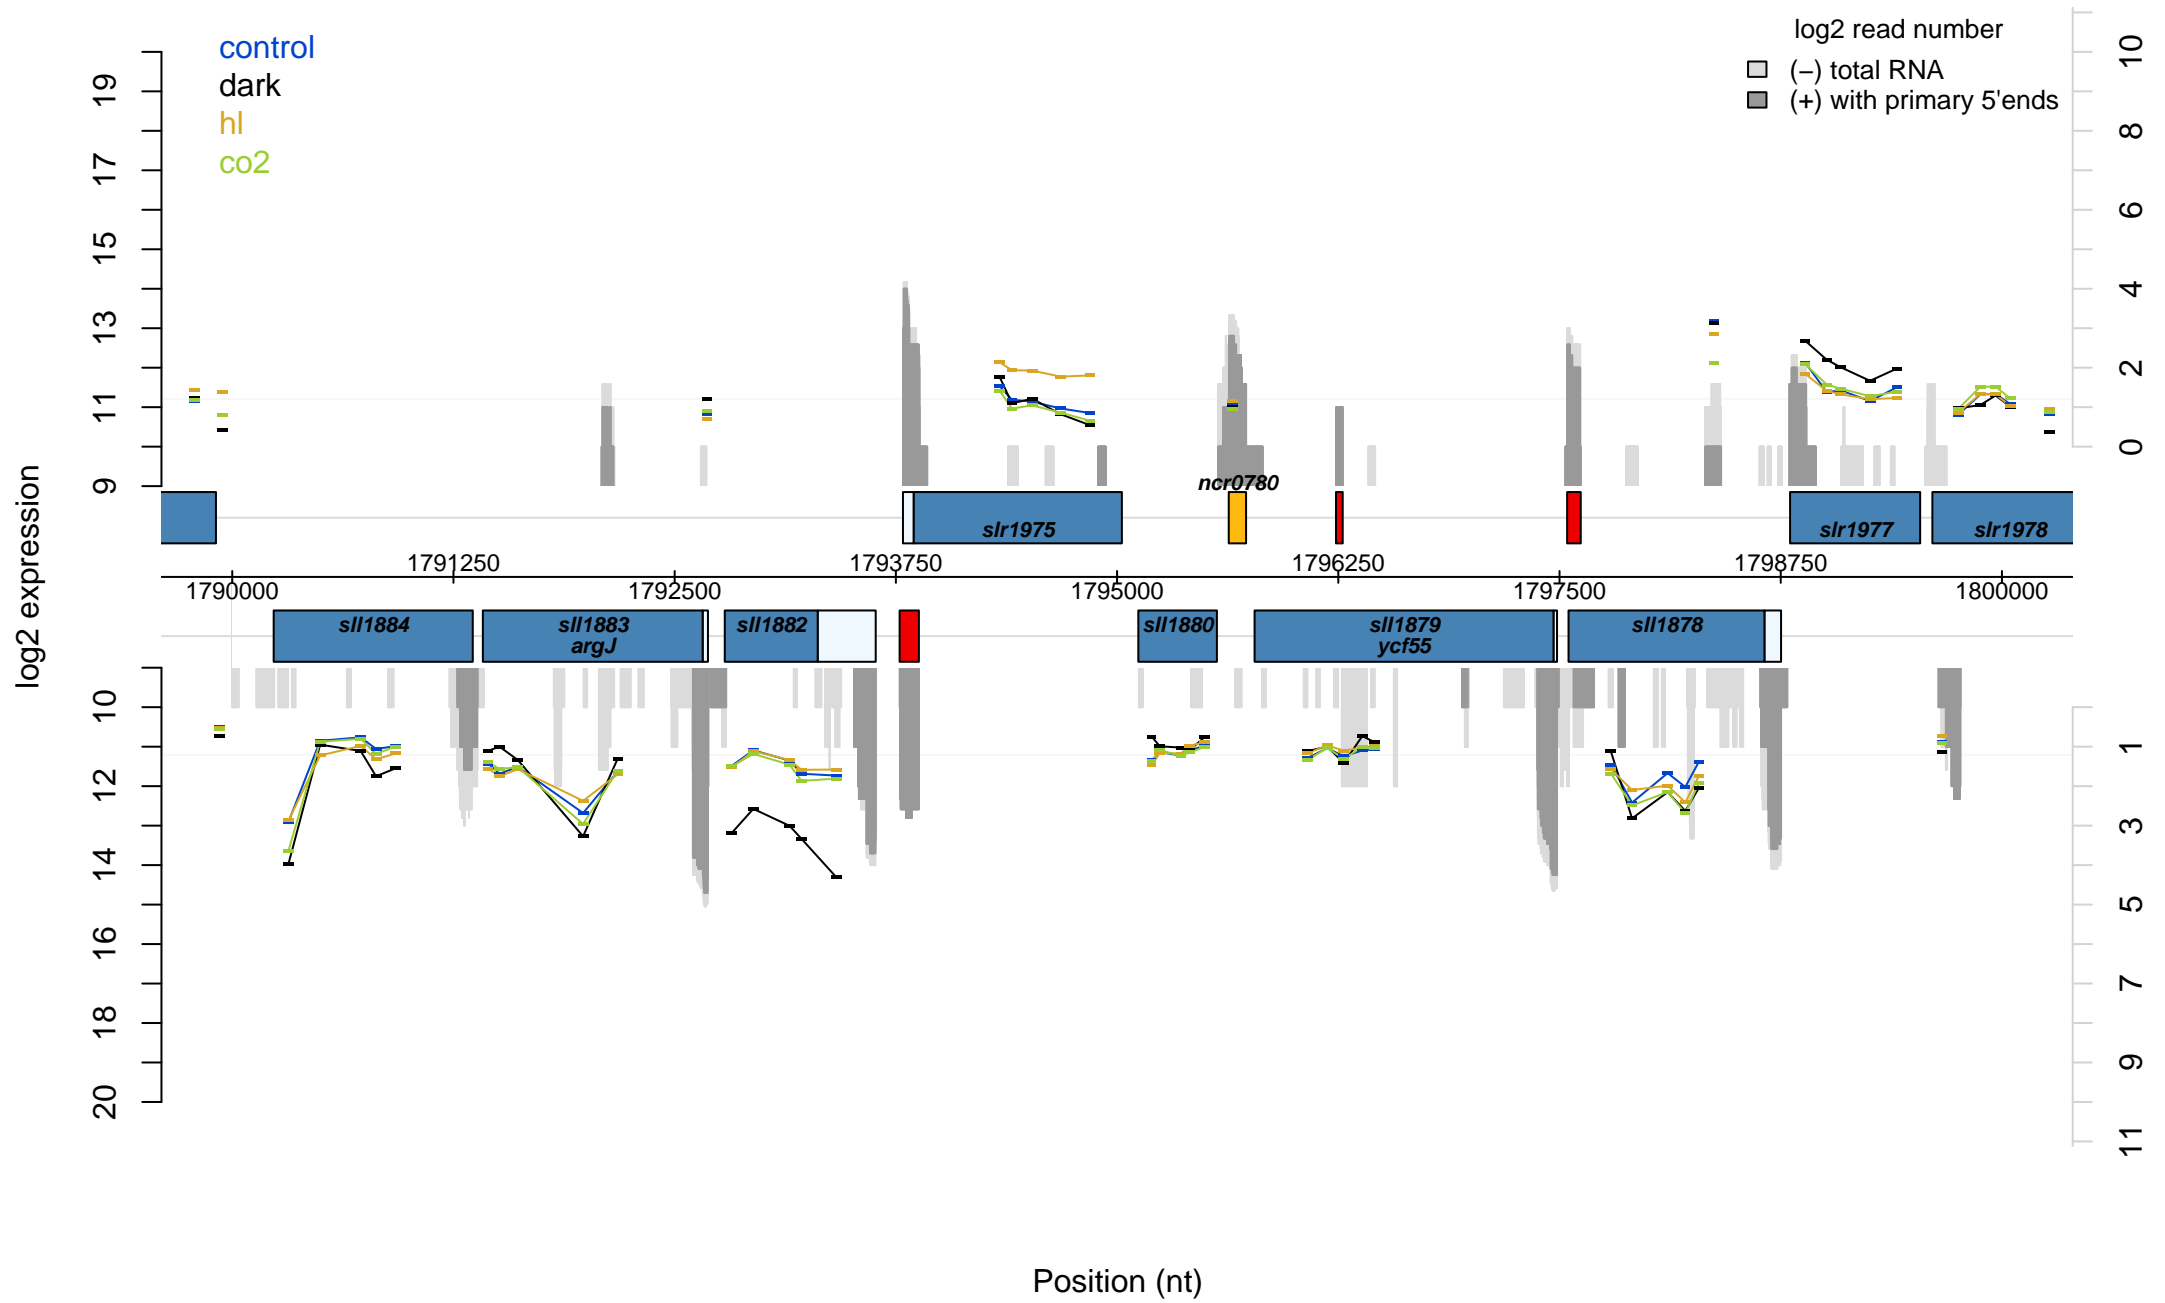 control
dark
hl
co2
log2 read number
(−) total RNA
(+) with primary 5'ends
19
17
15
13
11
9
10
8
6
4
2
0
log2 expression
ncr0780
slr1975
slr1977
slr1978
1791250
1793750
1796250
1798750
1790000
1792500
1795000
1797500
1800000
sll1884
sll1883
argJ
sll1882
sll1880
sll1879
ycf55
sll1878
10
12
14
16
18
20
1
3
5
7
9
11
Position (nt)